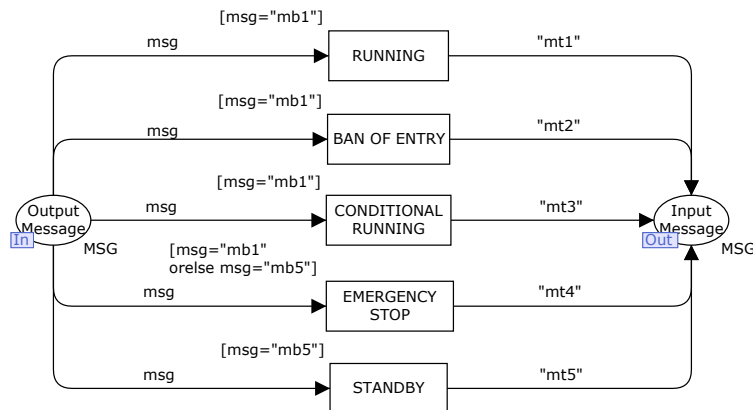 [msg="mb1"]
msg
RUNNING
"mt1"
[msg="mb1"]
msg
BAN OF ENTRY
"mt2"
[msg="mb1"]
Output
Message
In
MSG
msg
CONDITIONAL
RUNNING
"mt3"
Input
Message
Out
MSG
[msg="mb1"
orelse msg="mb5"]
msg
EMERGENCY
STOP
"mt4"
[msg="mb5"]
msg
STANDBY
"mt5"